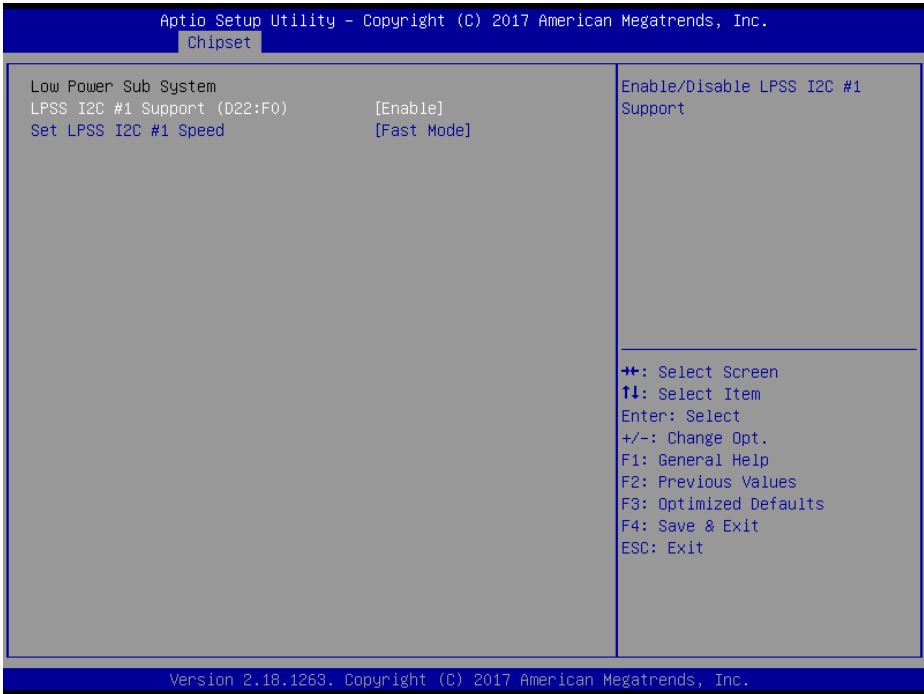 Aptio Setup Utility – Copyright (C) 2017 American Megatrends, Inc.
Chipset
Low Power Sub System
LPSS I2C #1 Support (D22:F0) [Enable]
Set LPSS I2C #1 Speed [Fast Mode]
Enable/Disable LPSS I2C #1
Support
→←: Select Screen
↑↓: Select Item
Enter: Select
+/-: Change Opt.
F1: General Help
F2: Previous Values
F3: Optimized Defaults
F4: Save & Exit
ESC: Exit
Version 2.18.1263. Copyright (C) 2017 American Megatrends, Inc.